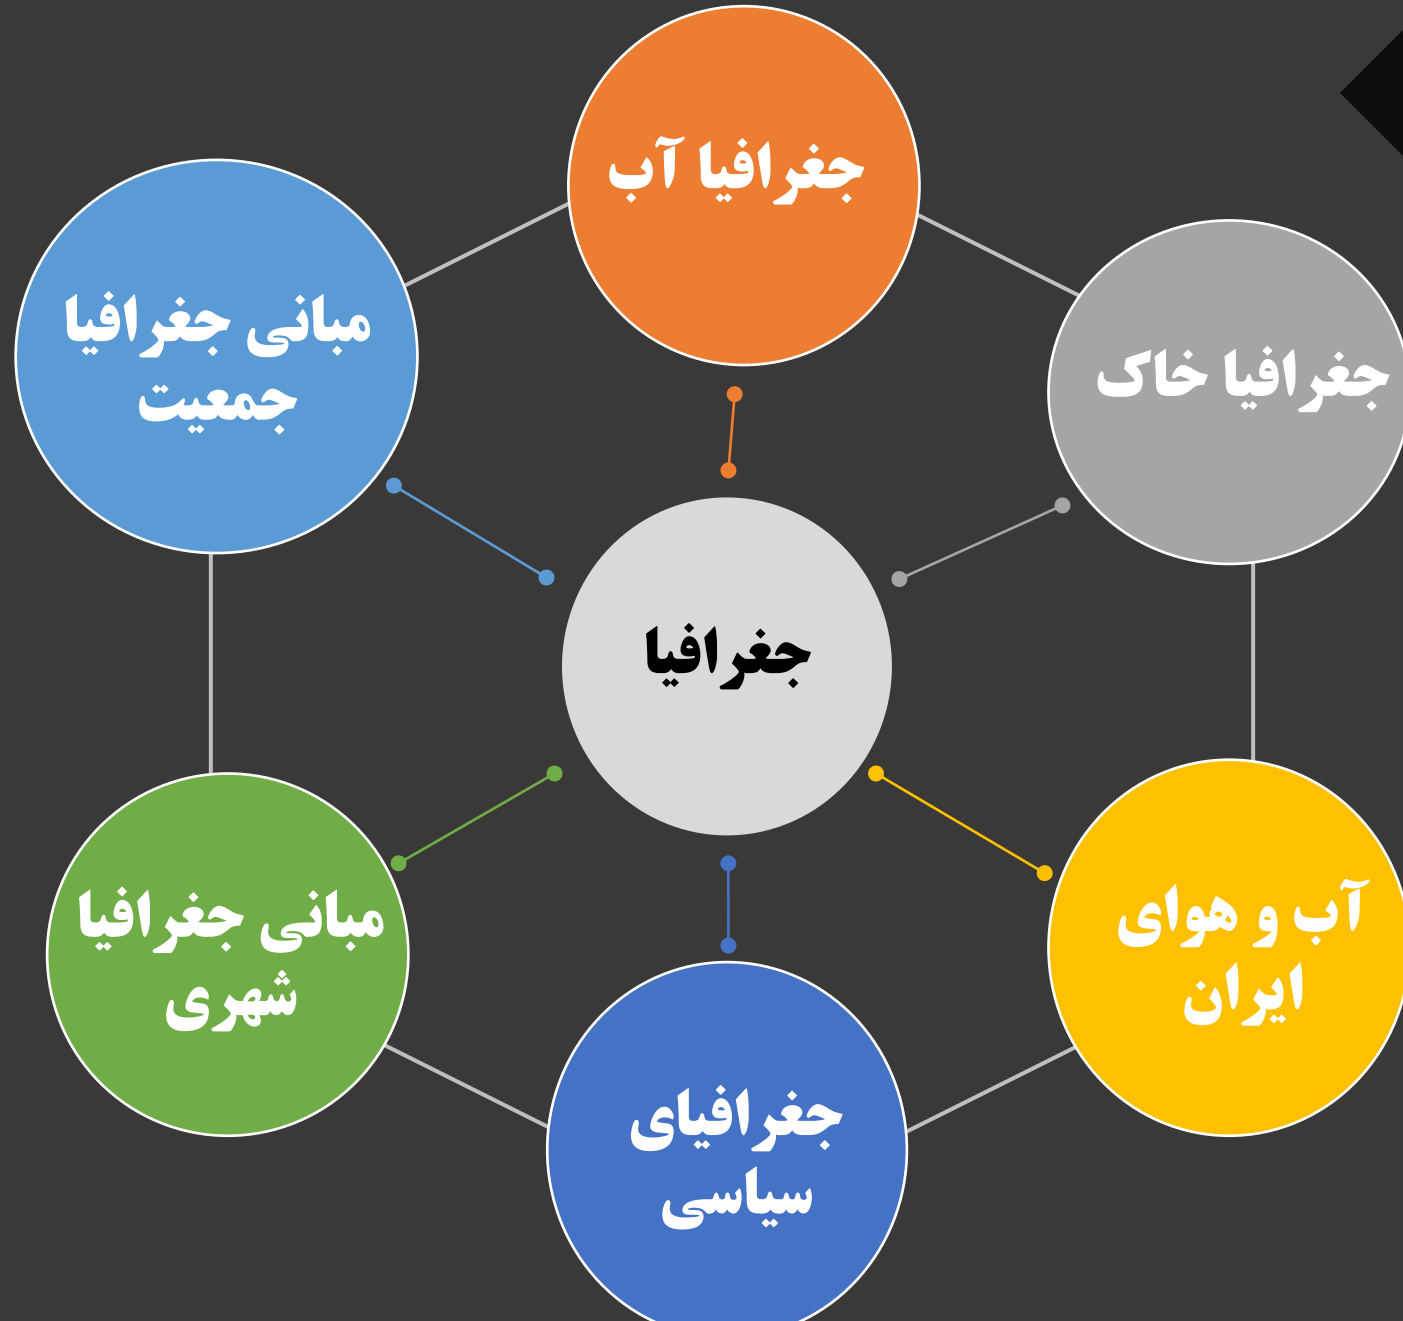 جغرافیا آب
مبانی جغرافیا
جمعیت
جغرافیا خاک
جغرافیا
مبانی جغرافیا
شهری
آب و هوای
ایران
جغرافیای
سیاسی